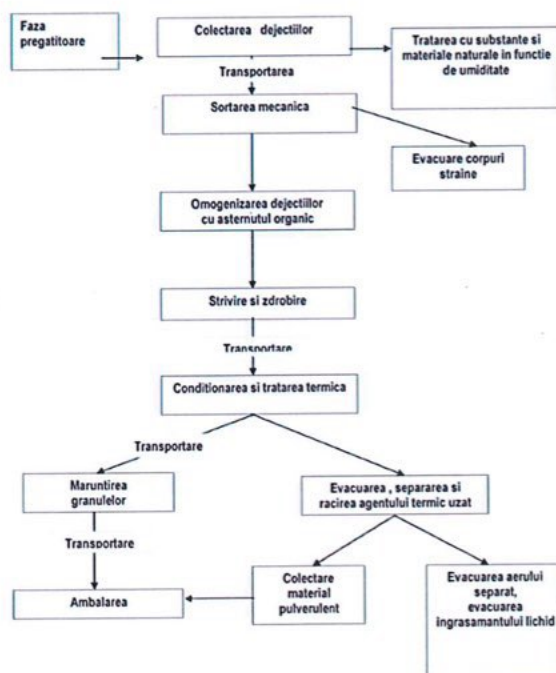 Faza
pregatitoare
Colectarea dejectiilor
Tratarea cu substante si
materiale naturale in functie
de umiditate
Transportarea
Sortarea mecanica
Evacuare corpuri
straine
Omogenizarea dejectiilor
cu asternutul organic
Strivire si zdrobire
Transportare
Conditionarea si tratarea termica
Transportare
Maruntirea
granulelor
Evacuarea , separarea si
racirea agentului termic uzat
Transportare
Colectare
material
pulverulent
Evacuarea aerului
separat,
evacuarea
ingrasamantului lichid
Ambalarea